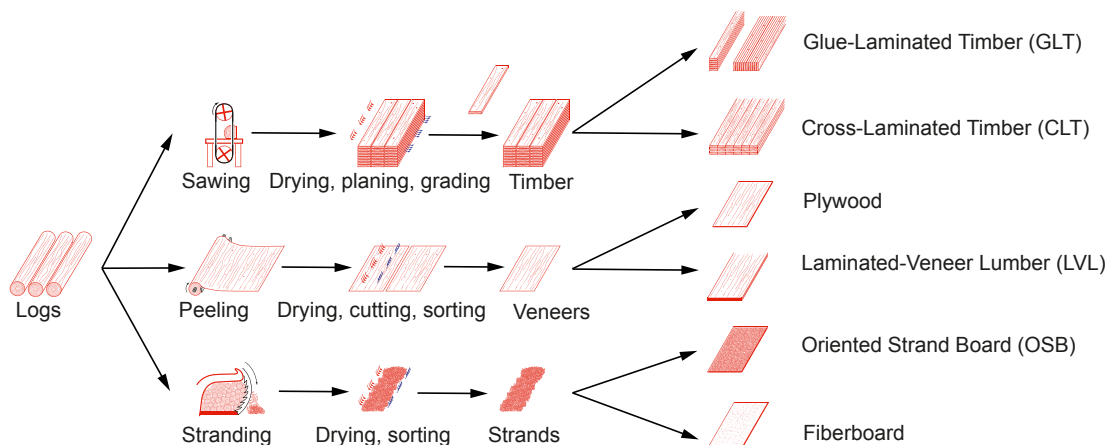 Glue-Laminated Timber (GLT)
Cross-Laminated Timber (CLT)
Sawing
Drying, planing, grading
Timber
Plywood
Laminated-Veneer Lumber (LVL)
Logs
Peeling
Drying, cutting, sorting
Veneers
Oriented Strand Board (OSB)
Stranding
Drying, sorting
Strands
Fiberboard